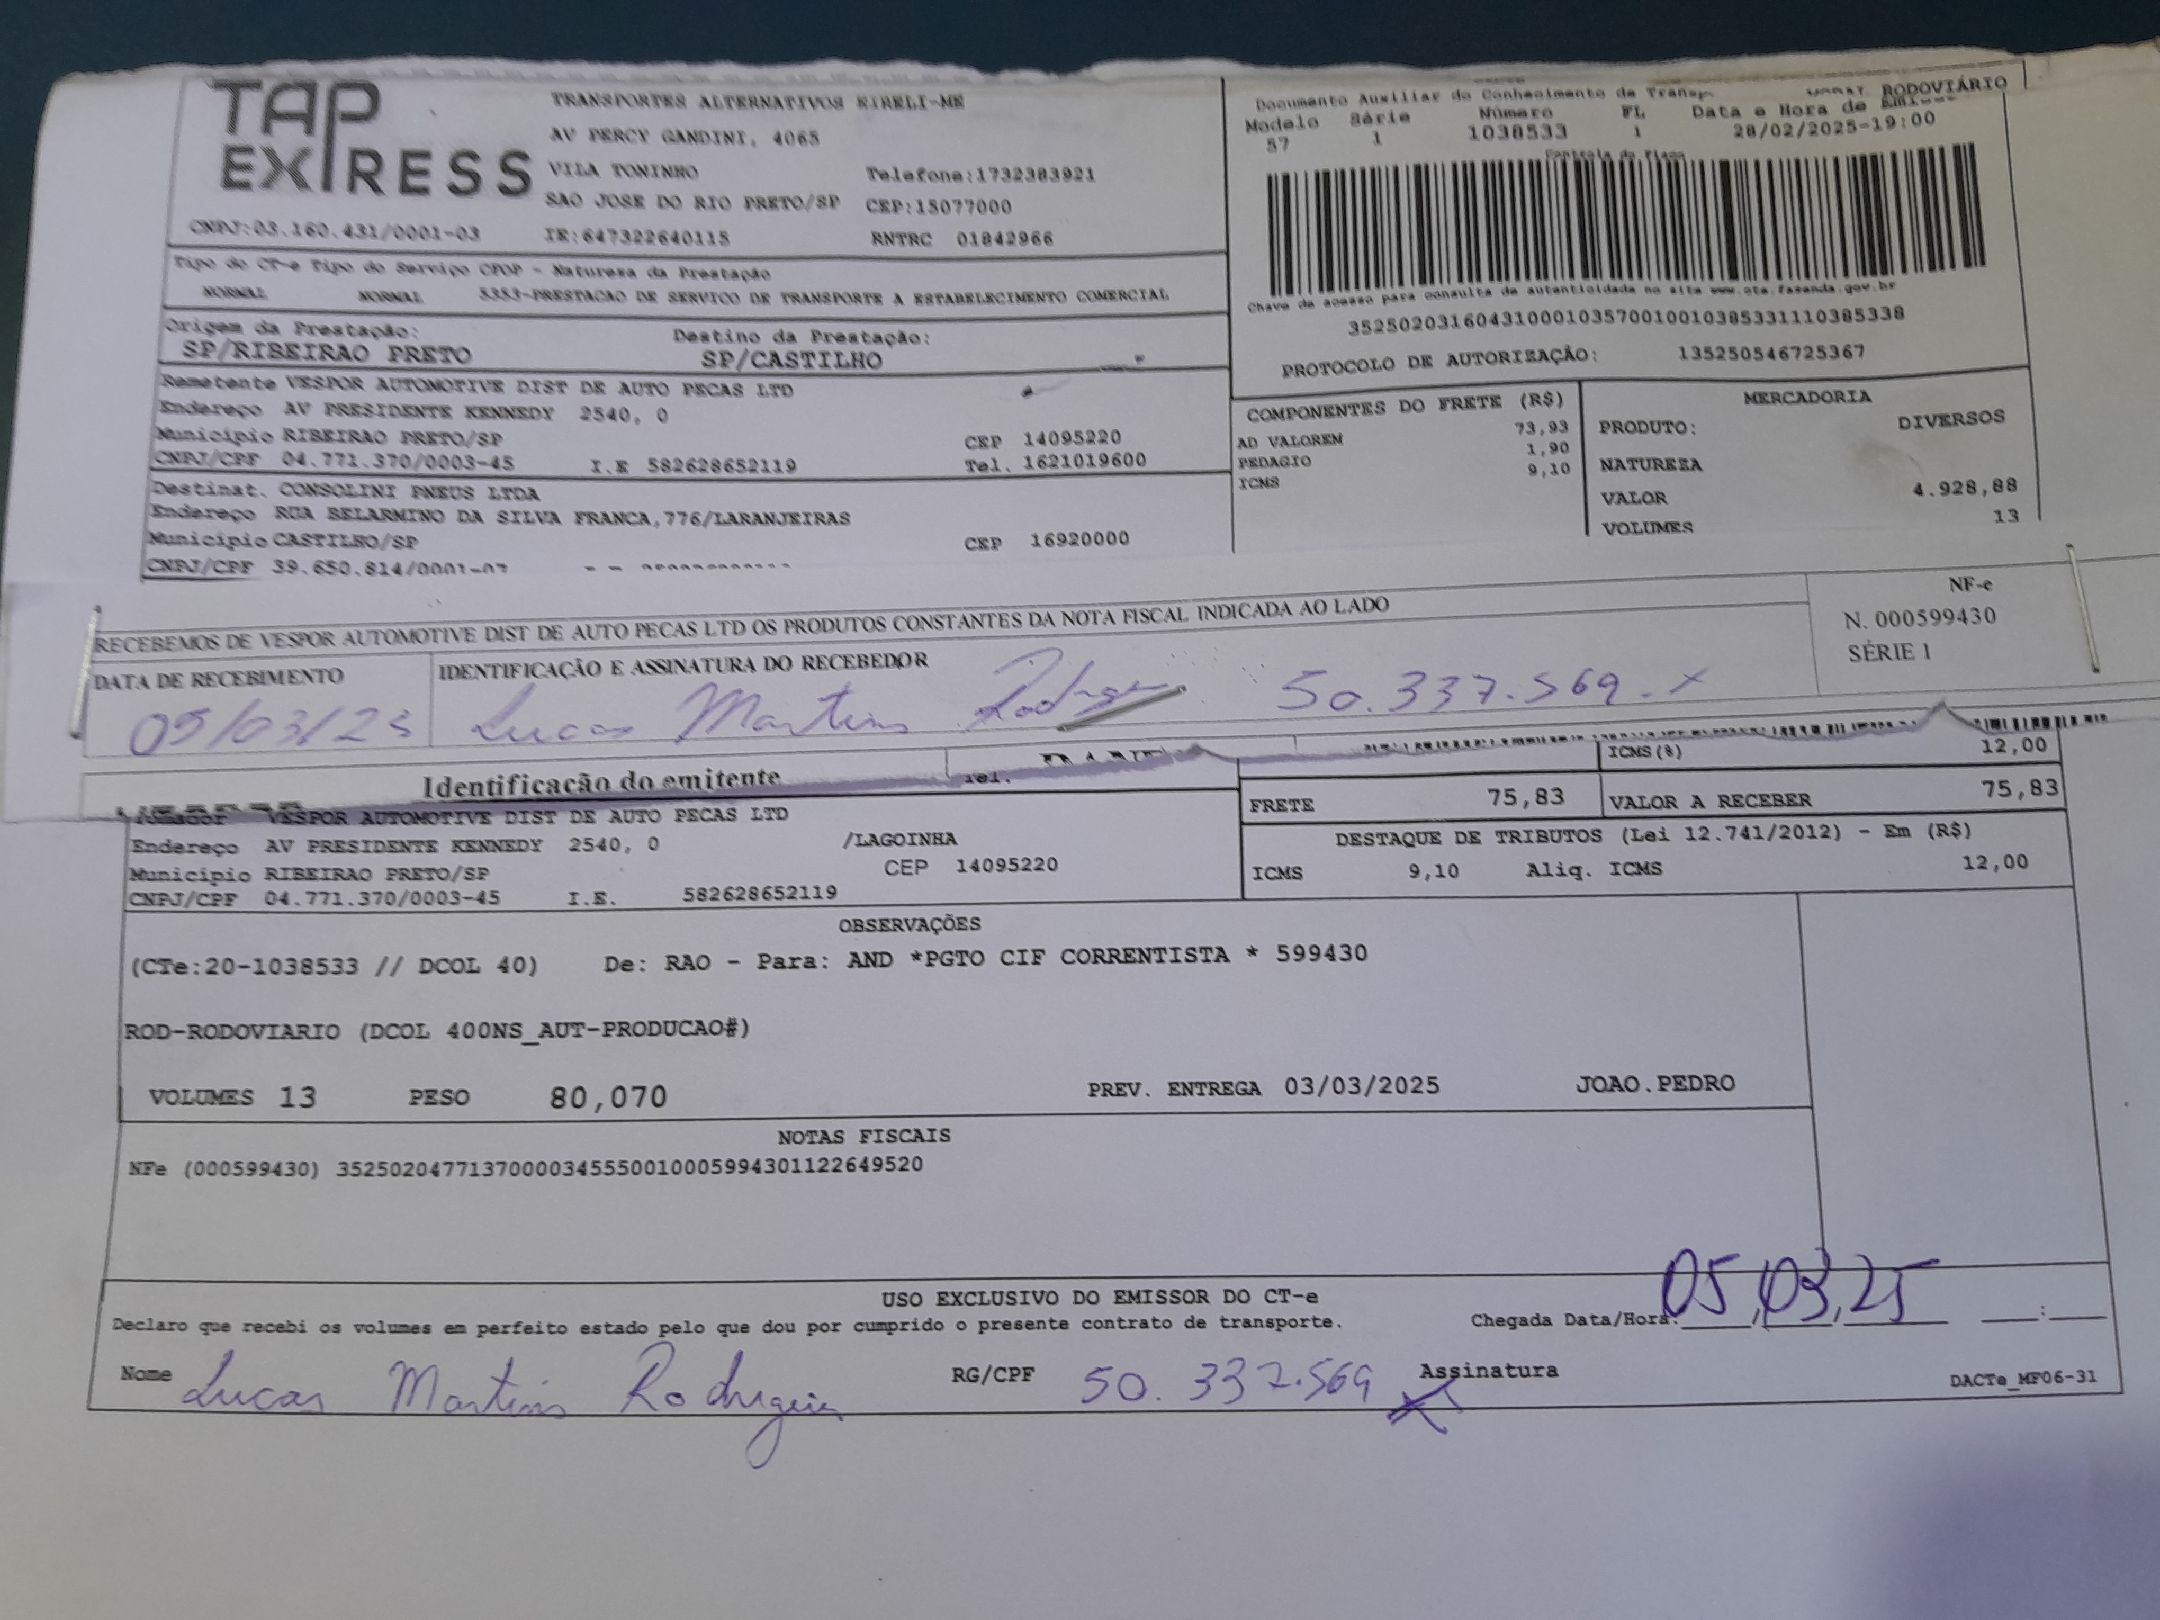 TAP
EXPRESS
TRANSPORTES ALTERNATIVOS EIRELI-ME
AV PERCY GANDINI, 4065
VILA TONINHO Telefone:1732383921
SAO JOSE DO RIO PRETO/SP CEP:15077000
CNPJ:03.160.431/0001-03 IE:647322640115 RNTRC 01842966
Tipo do CT-e Tipo do Serviço CFOP - Natureza da Prestação
NORMAL NORMAL 5353-PRESTACAO DE SERVICO DE TRANSPORTE A ESTABELECIMENTO COMERCIAL
Origem da Prestação: Destino da Prestação:
SP/RIBEIRAO PRETO SP/CASTILHO
Remetente VESPOR AUTOMOTIVE DIST DE AUTO PECAS LTD
Endereço AV PRESIDENTE KENNEDY 2540, 0
Municipio RIBEIRAO PRETO/SP CEP 14095220
CNPJ/CPF 04.771.370/0003-45 I.E 582628652119 Tel. 1621019600
Destinat. CONSOLINI PNEUS LTDA
Endereço RUA BELARMINO DA SILVA FRANCA,776/LARANJEIRAS
Municipio CASTILHO/SP CEP 16920000
CNPJ/CPF 39.650.814/0001-07
RODOVIÁRIO
Documento Auxiliar do Conhecimento de Transp
Modelo Série Número FL Data e Hora de
57 1 1038533 1 28/02/2025-19:00
Controle do Fisco
Chave de acesso para consulta de autenticidade no site www.cte.fazenda.gov.br
35250203160431000103570010010385331110385338
PROTOCOLO DE AUTORIZAÇÃO: 135250546725367
COMPONENTES DO FRETE (R$)
AD VALOREM 73,93
PEDAGIO 1,90
ICMS 9,10
MERCADORIA
PRODUTO: DIVERSOS
NATUREZA
VALOR 4.928,88
VOLUMES 13
RECEBEMOS DE VESPOR AUTOMOTIVE DIST DE AUTO PECAS LTD OS PRODUTOS CONSTANTES DA NOTA FISCAL INDICADA AO LADO
NF-e
N. 000599430
SÉRIE 1
DATA DE RECEBIMENTO IDENTIFICAÇÃO E ASSINATURA DO RECEBEDOR
05/03/25 Lucas Martins Rodrigues 50.337.569-x
Identificação do emitente
Tel.
ICMS(%) 12,00
FRETE 75,83 VALOR A RECEBER 75,83
VESPOR AUTOMOTIVE DIST DE AUTO PECAS LTD
Endereço AV PRESIDENTE KENNEDY 2540, 0 /LAGOINHA
Municipio RIBEIRAO PRETO/SP CEP 14095220
CNPJ/CPF 04.771.370/0003-45 I.E. 582628652119
DESTAQUE DE TRIBUTOS (Lei 12.741/2012) - Em (R$)
ICMS 9,10 Aliq. ICMS 12,00
OBSERVAÇÕES
(CTe:20-1038533 // DCOL 40) De: RAO - Para: AND *PGTO CIF CORRENTISTA * 599430
ROD-RODOVIARIO (DCOL 400NS_AUT-PRODUCAO#)
VOLUMES 13 PESO 80,070 PREV. ENTREGA 03/03/2025 JOAO.PEDRO
NOTAS FISCAIS
NFe (000599430) 35250204771370000345550010005994301122649520
USO EXCLUSIVO DO EMISSOR DO CT-e
Declaro que recebi os volumes em perfeito estado pelo que dou por cumprido o presente contrato de transporte. Chegada Data/Hora: 05/03/25 :
Nome Lucas Martins Rodrigues RG/CPF 50.337.569 x Assinatura
DACTe_MF06-31